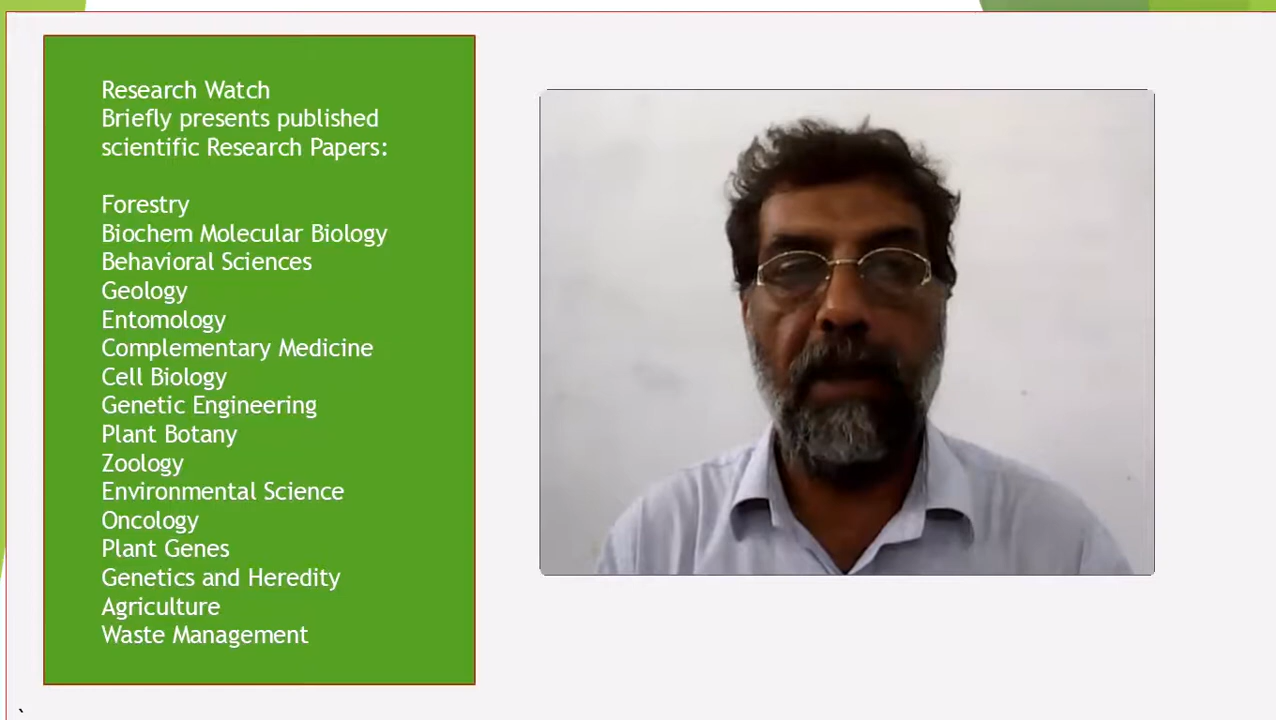 Research Watch
Briefly presents published
scientific Research Papers:
Forestry
Biochem Molecular Biology
Behavioral Sciences
Geology
Entomology
Complementary Medicine
Cell Biology
Genetic Engineering
Plant Botany
Zoology
Environmental Science
Oncology
Plant Genes
Genetics and Heredity
Agriculture
Waste Management
`